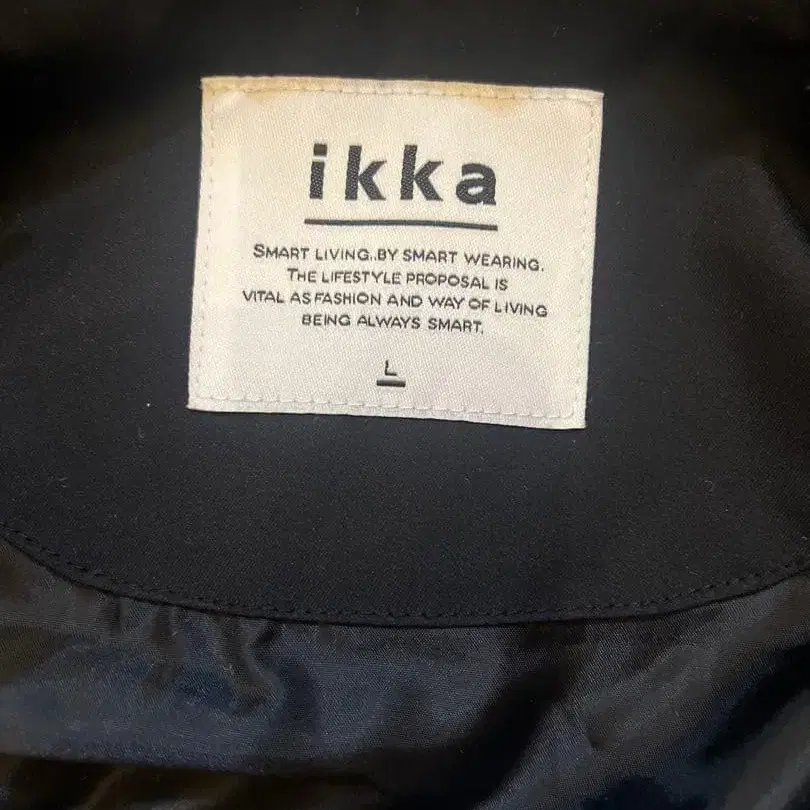 ikka
SMART LIVING..BY SMART WEARING.
THE LIFESTYLE PROPOSAL IS
VITAL AS FASHION AND WAY OF LIVING
BEING ALWAYS SMART.
L